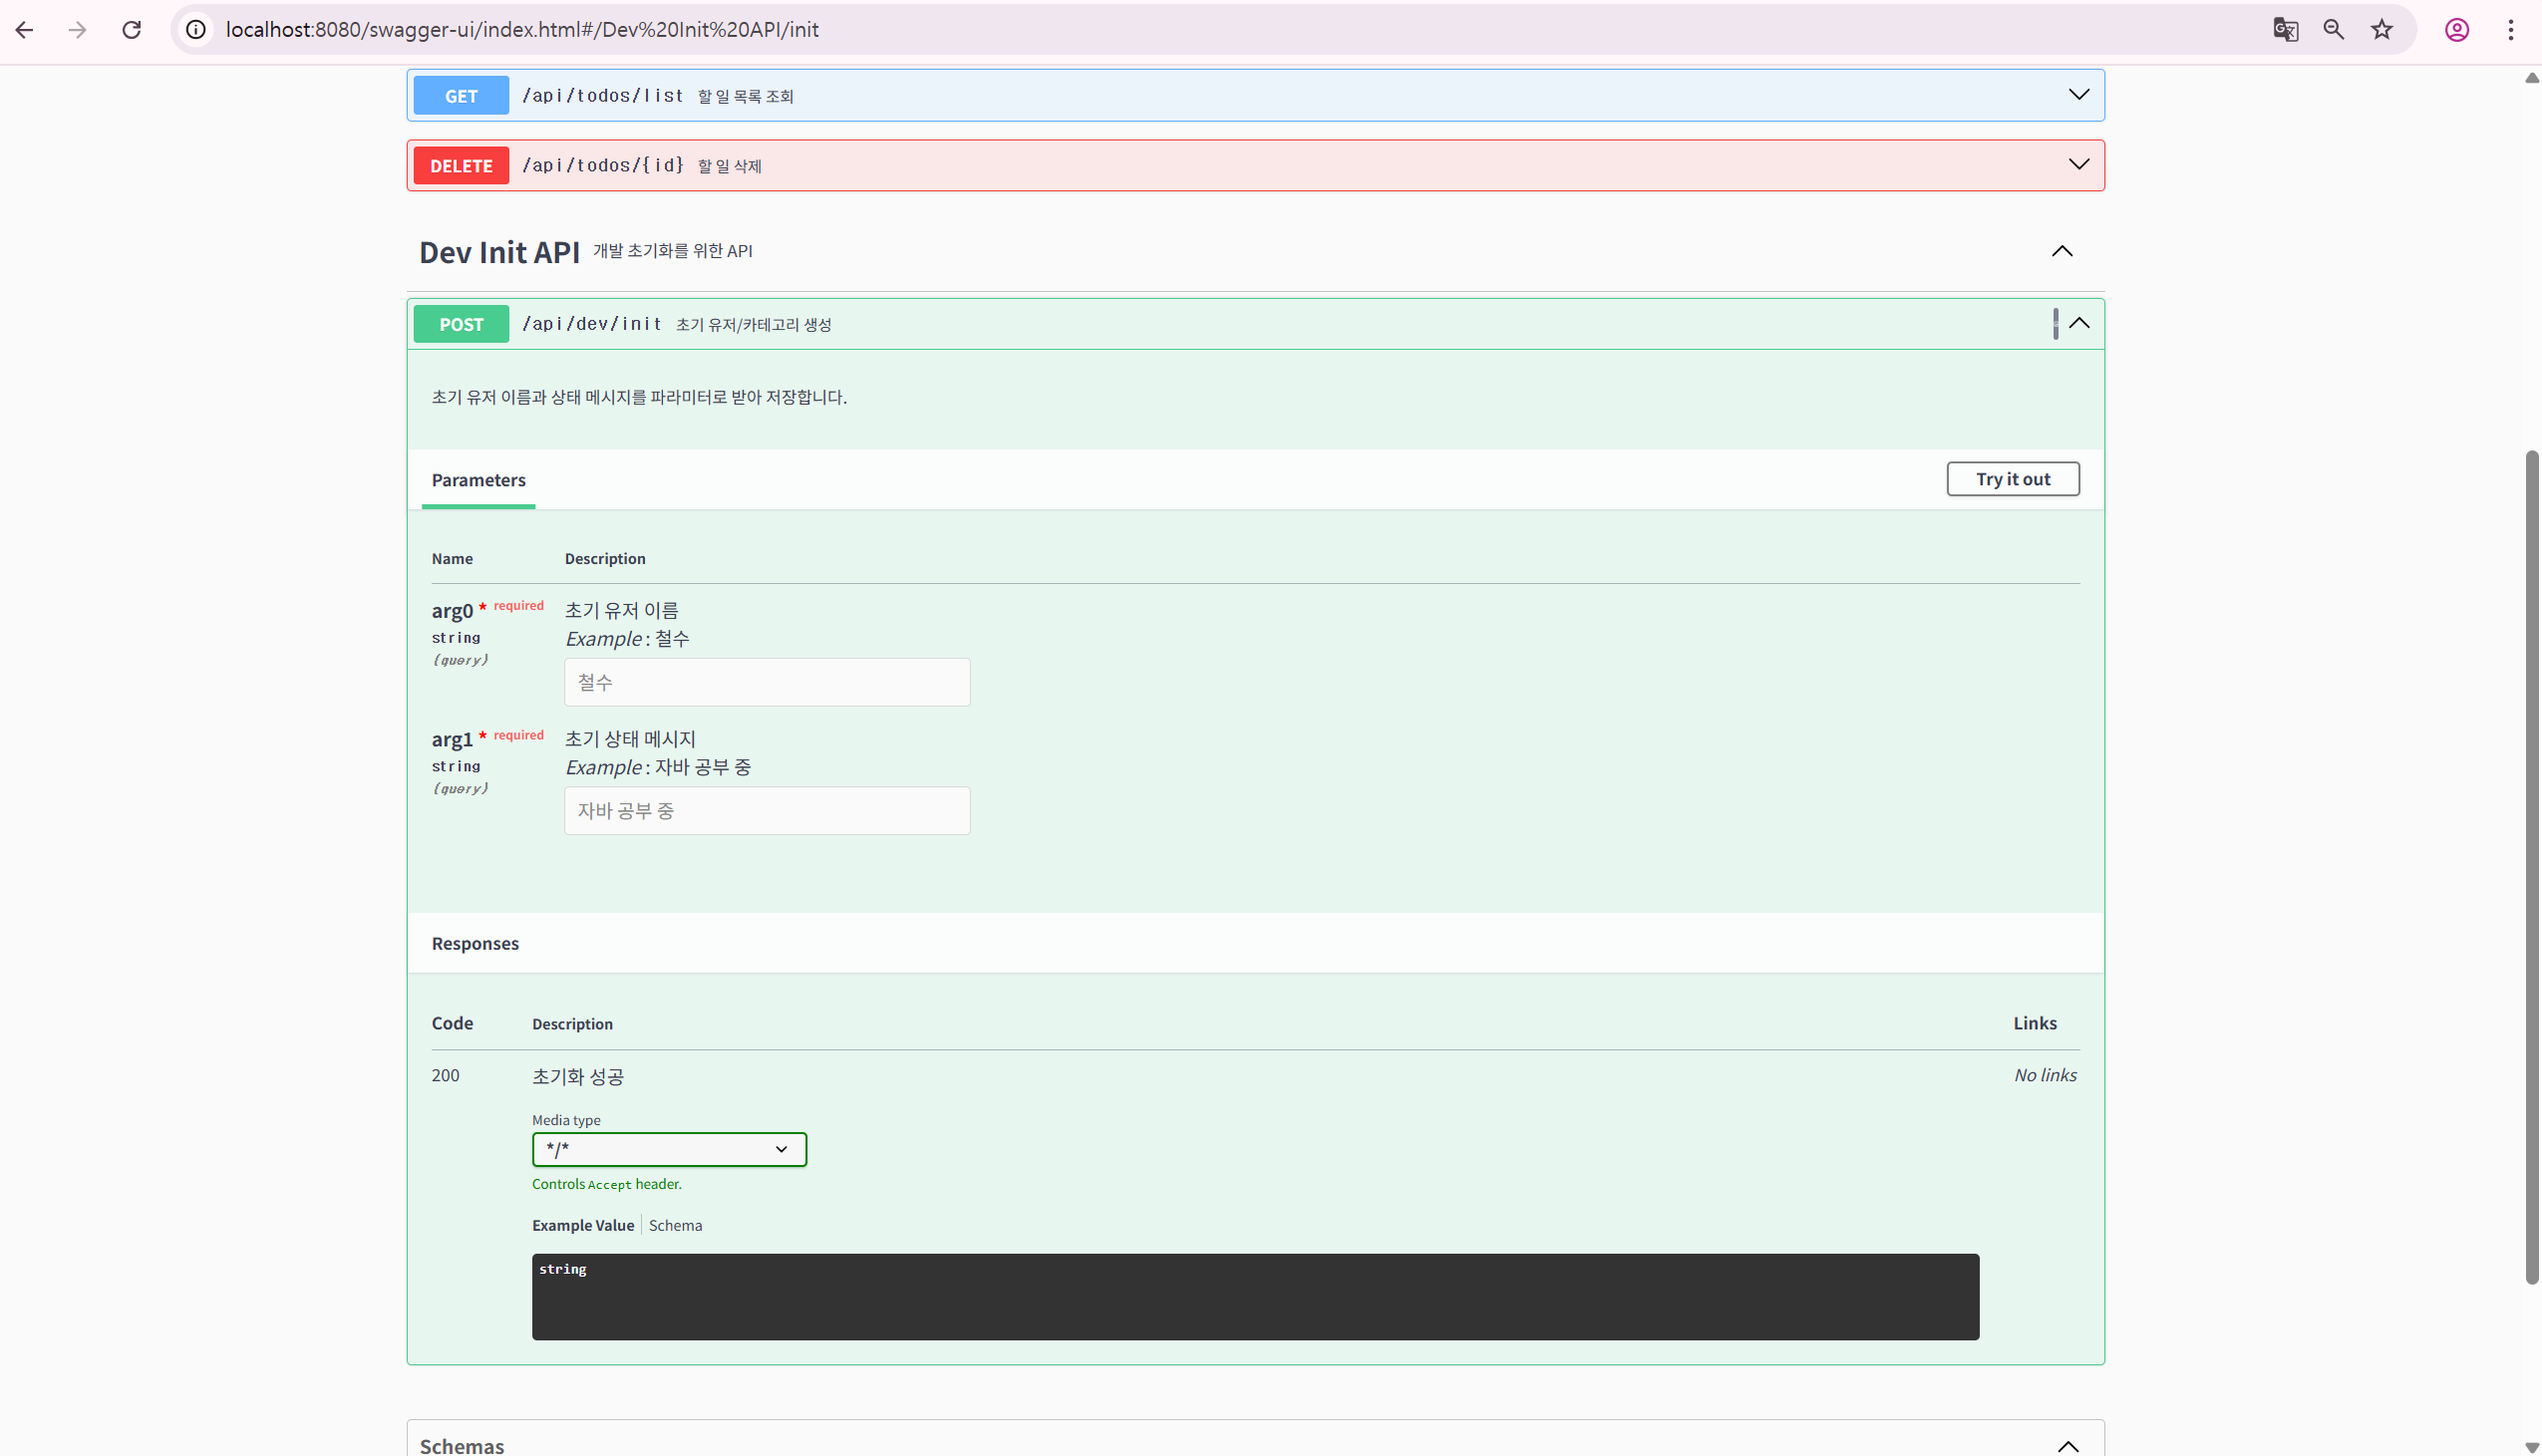 localhost:8080/swagger-ui/index.html#/Dev%20Init%20API/init
GET /api/todos/list 할 일 목록 조회
DELETE /api/todos/{id} 할 일 삭제
Dev Init API 개발 초기화를 위한 API
POST /api/dev/init 초기 유저/카테고리 생성
초기 유저 이름과 상태 메시지를 파라미터로 받아 저장합니다.
Parameters Try it out
Name Description
arg0 * required 초기 유저 이름
string Example : 철수
(query)
철수
arg1 * required 초기 상태 메시지
string Example : 자바 공부 중
(query)
자바 공부 중
Responses
Code Description Links
200 초기화 성공 No links
Media type
*/*
Controls Accept header.
Example Value Schema
string
Schemas